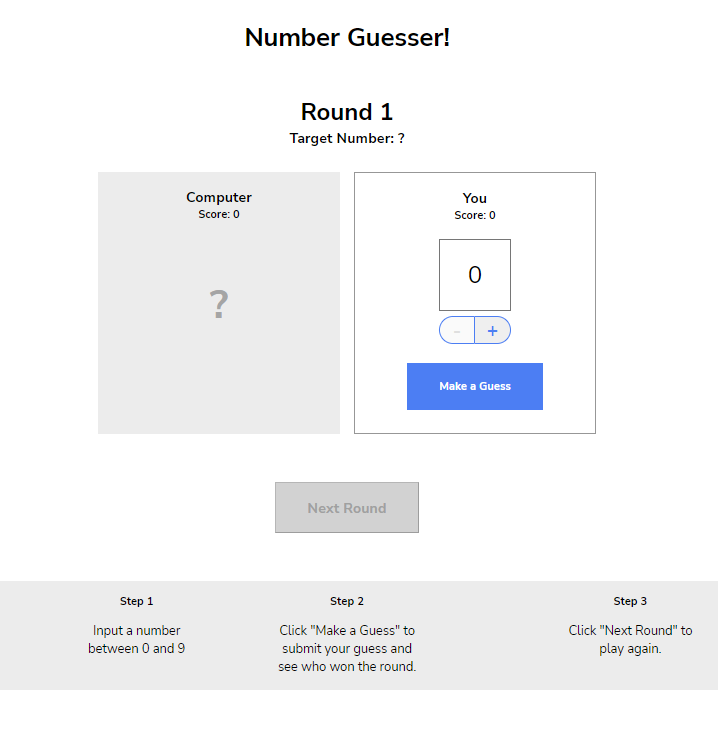 Number Guesser!
Round 1
Target Number: ?
Computer
Score: 0
?
You
Score: 0
0
- +
Make a Guess
Next Round
Step 1
Input a number
between 0 and 9
Step 2
Click "Make a Guess" to
submit your guess and
see who won the round.
Step 3
Click "Next Round" to
play again.